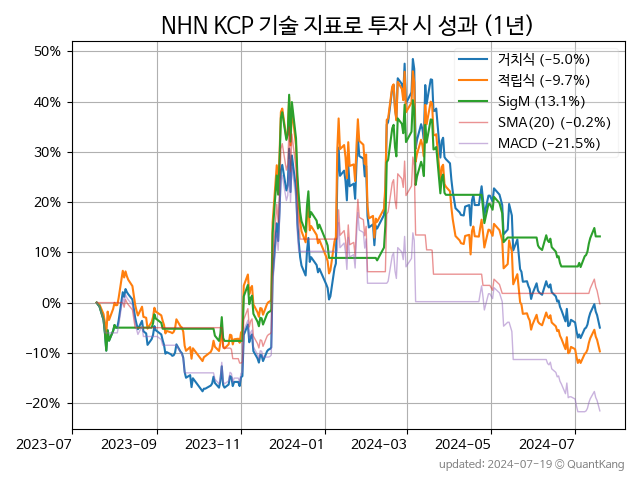 NHN KCP 기술 지표로 투자 시 성과 (1년)
50%
40%
30%
20%
10%
0%
−10%
−20%
거치식 (−5.0%)
적립식 (−9.7%)
SigM (13.1%)
SMA(20) (−0.2%)
MACD (−21.5%)
2023-07 2023-09 2023-11 2024-01 2024-03 2024-05 2024-07
updated: 2024-07-19 © QuantKang